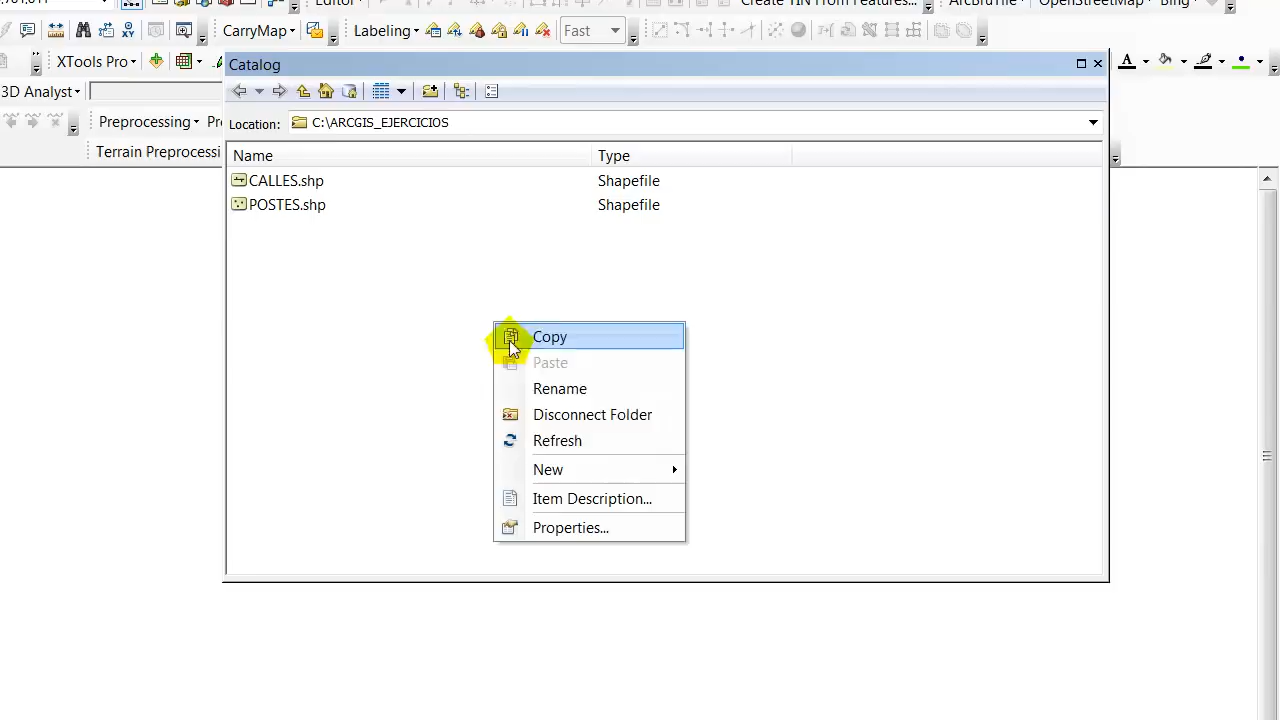 Editor
Create TIN From Features...
ArcBruTile
OpenStreetMap
Bing
CarryMap
Labeling
Fast
XTools Pro
Catalog
A
3D Analyst
Location: C:\ARCGIS_EJERCICIOS
Preprocessing
Terrain Preprocessi
Name Type
CALLES.shp Shapefile
POSTES.shp Shapefile
Copy
Paste
Rename
Disconnect Folder
Refresh
New
Item Description...
Properties...